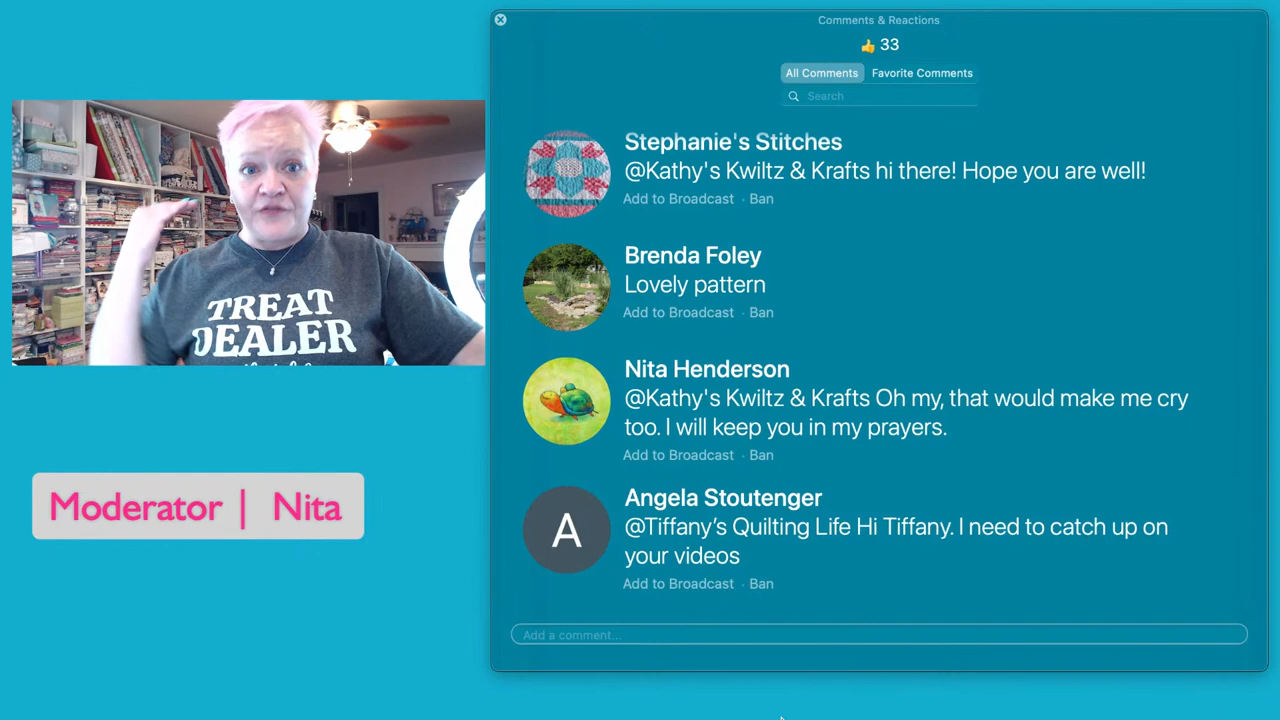 Comments & Reactions
👍 33
All Comments Favorite Comments
Search
Stephanie's Stitches
@Kathy's Kwiltz & Krafts hi there! Hope you are well!
Add to Broadcast · Ban
Brenda Foley
Lovely pattern
Add to Broadcast · Ban
Nita Henderson
@Kathy's Kwiltz & Krafts Oh my, that would make me cry
too. I will keep you in my prayers.
Add to Broadcast · Ban
A
Angela Stoutenger
@Tiffany's Quilting Life Hi Tiffany. I need to catch up on
your videos
Add to Broadcast · Ban
Add a comment...
TREAT
DEALER
Moderator | Nita